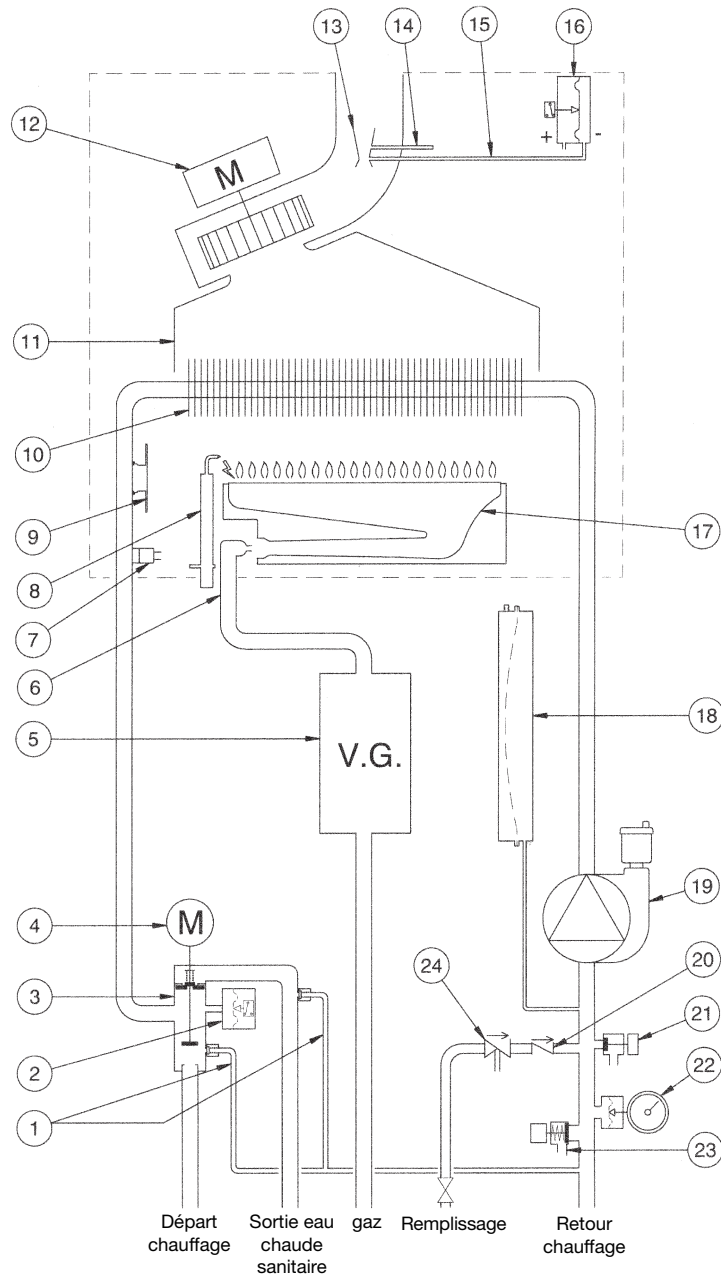 13
14
15
16
12
M
+
-
11
10
9
17
8
7
6
5
V.G.
18
4
M
19
3
24
20
2
21
22
1
23
Départ
chauffage
Sortie eau
chaude
sanitaire
gaz
Remplissage
Retour
chauffage